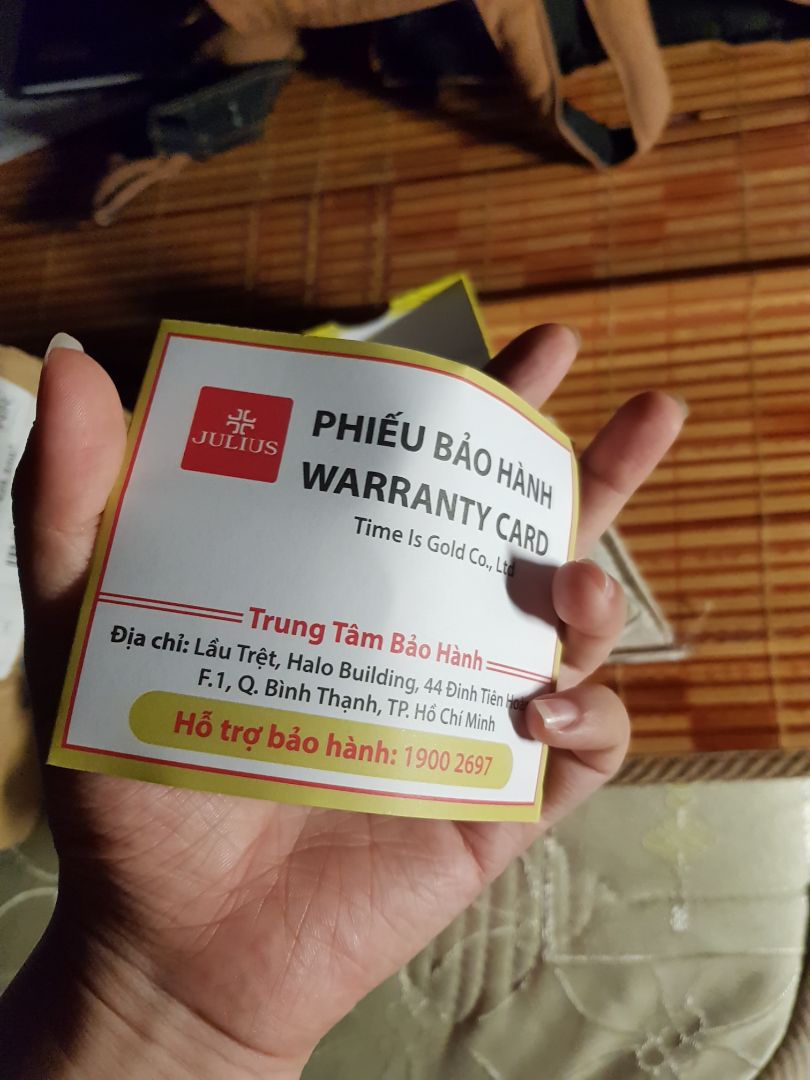 JULIUS
PHIẾU BẢO HÀNH
WARRANTY CARD
Time Is Gold Co., Ltd
Trung Tâm Bảo Hành
Địa chỉ: Lầu Trệt, Halo Building, 44 Đinh Tiên
F.1, Q. Bình Thạnh, TP. Hồ Chí Minh
Hỗ trợ bảo hành: 1900 2697